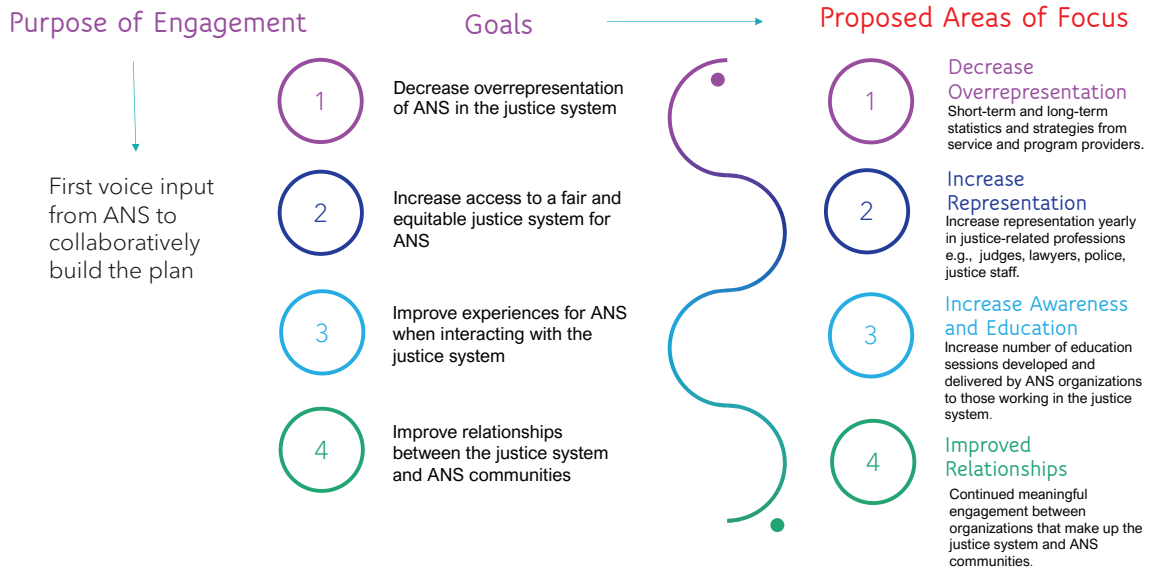 Purpose of Engagement
First voice input
from ANS to
collaboratively
build the plan
Goals
1
Decrease overrepresentation
of ANS in the justice system
2
Increase access to a fair and
equitable justice system for
ANS
3
Improve experiences for ANS
when interacting with the
justice system
4
Improve relationships
between the justice system
and ANS communities
Proposed Areas of Focus
1
Decrease
Overrepresentation
Short-term and long-term
statistics and strategies from
service and program providers.
2
Increase
Representation
Increase representation yearly
in justice-related professions
e.g., judges, lawyers, police,
justice staff.
3
Increase Awareness
and Education
Increase number of education
sessions developed and
delivered by ANS organizations
to those working in the justice
system.
4
Improved
Relationships
Continued meaningful
engagement between
organizations that make up the
justice system and ANS
communities.